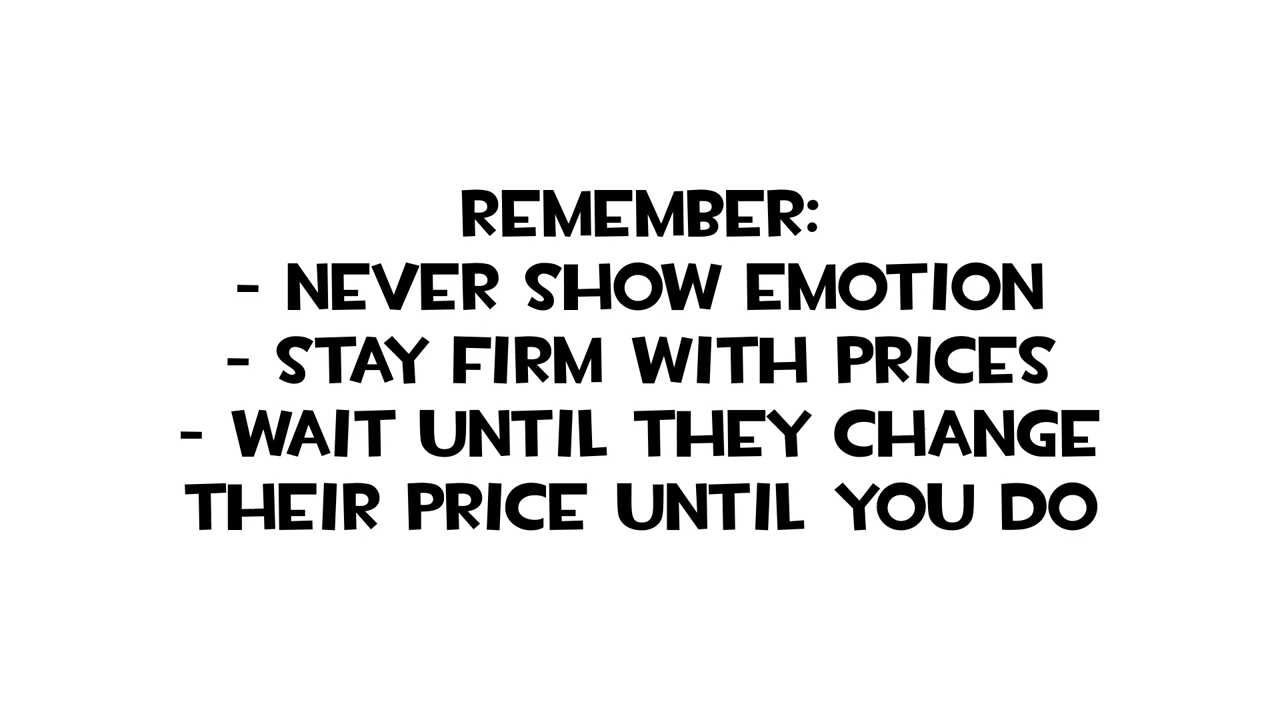 REMEMBER:
- NEVER SHOW EMOTION
- STAY FIRM WITH PRICES
- WAIT UNTIL THEY CHANGE
THEIR PRICE UNTIL YOU DO